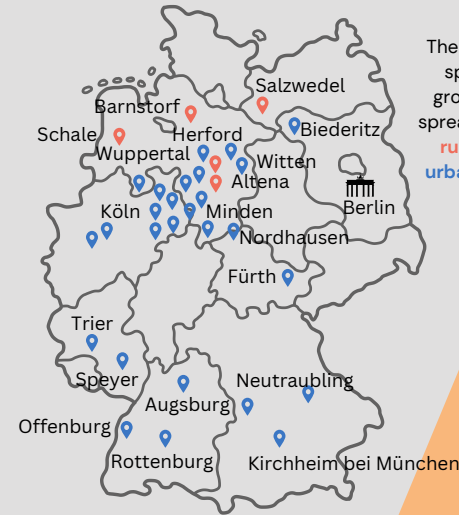 The
sp
gro
sprea
ru
urba
Salzwedel
Barnstorf
Schale
Herford
Biederitz
Wuppertal
Witten
Altena
Berlin
Köln
Minden
Nordhausen
Fürth
Trier
Speyer
Neutraubling
Augsburg
Offenburg
Rottenburg
Kirchheim bei München